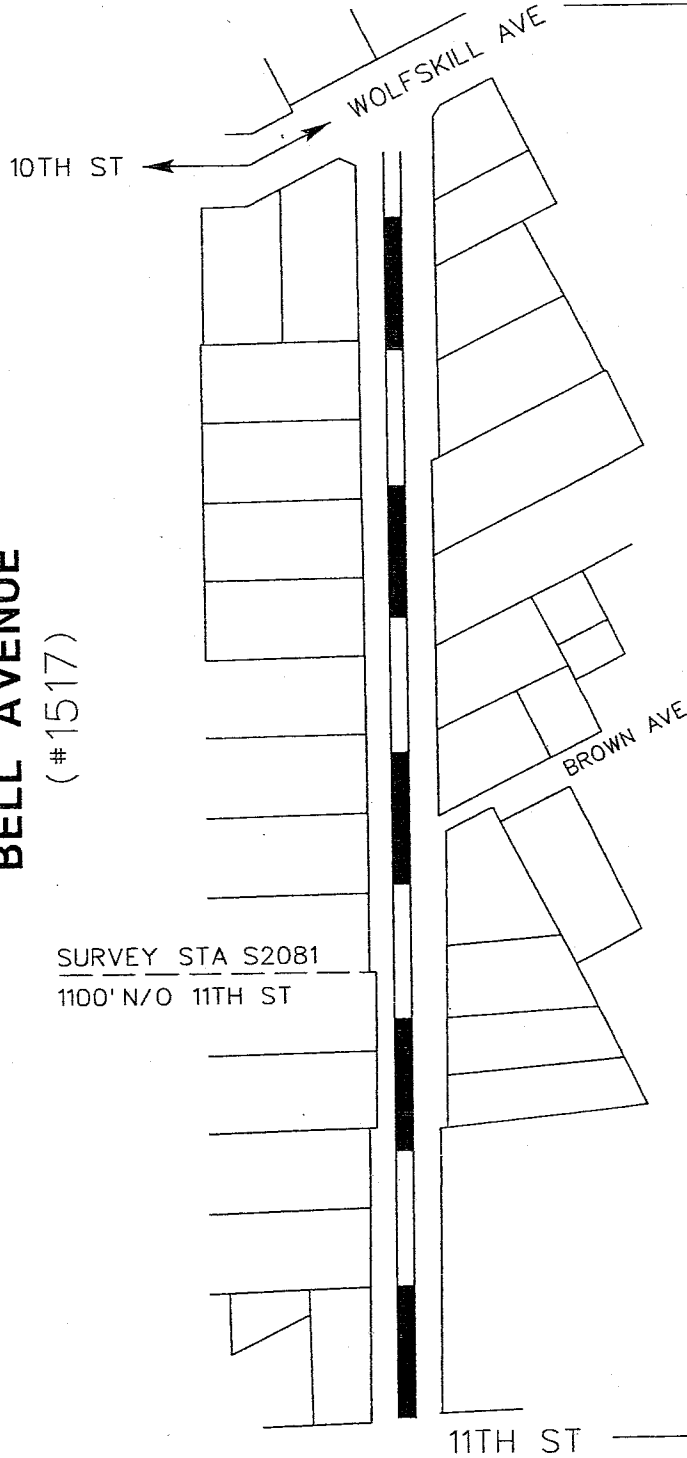 WOLFSKILL AVE
10TH ST
BELL AVENUE
(#1517)
BROWN AVE
SURVEY STA S2081
1100' N/O 11TH ST
11TH ST